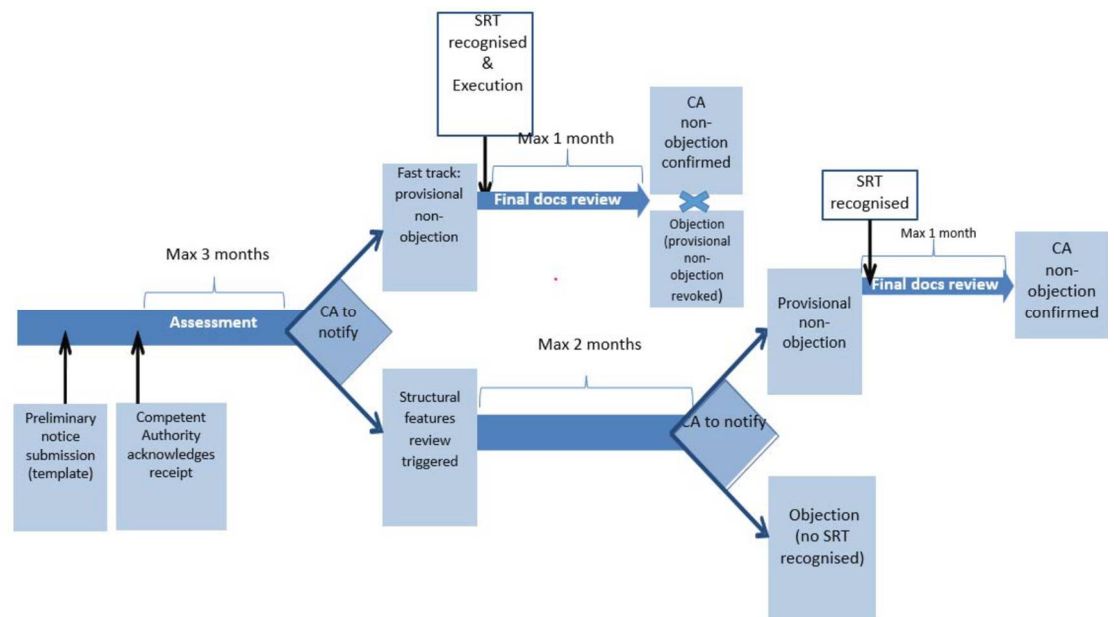 SRT
recognised
&
Execution
Max 1 month
CA
non-
objection
confirmed
Fast track:
provisional
non-
objection
Final docs review
Objection
(provisional
non-
objection
revoked)
SRT
recognised
Max 1 month
CA
non-
objection
confirmed
Final docs review
Provisional
non-
objection
Max 3 months
Assessment
CA to
notify
Max 2 months
Preliminary
notice
submission
(template)
Competent
Authority
acknowledges
receipt
Structural
features
review
triggered
CA to notify
Objection
(no SRT
recognised)